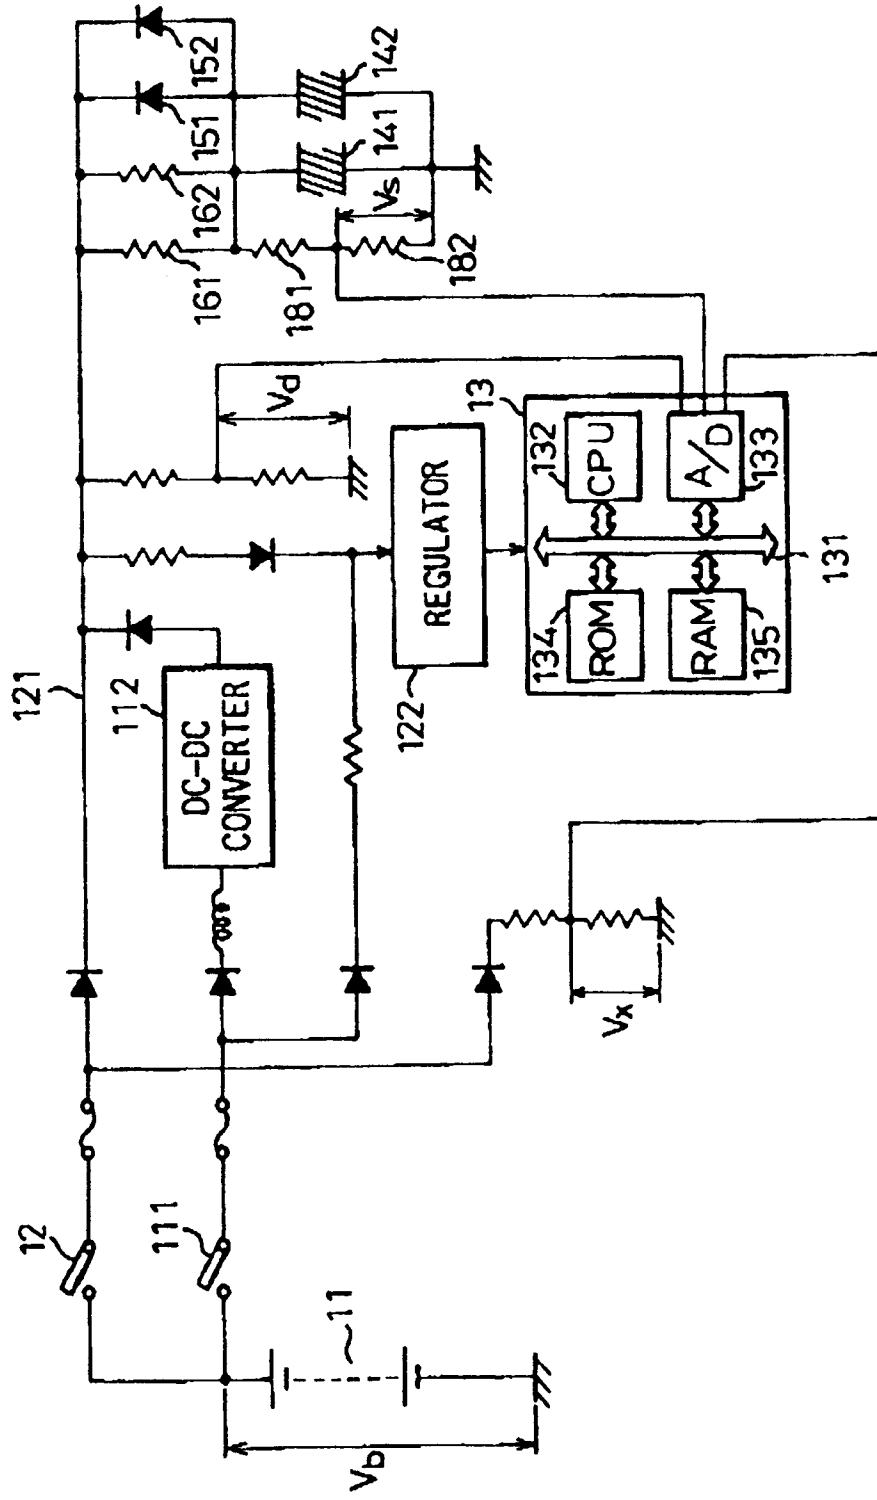 152
151
162
161
142
141
Vs
182
181
Vd
13
132
CPU
A/D
133
REGULATOR
131
134
ROM
RAM
135
122
121
112
DC-DC
CONVERTER
Vx
12
111
11
Vb